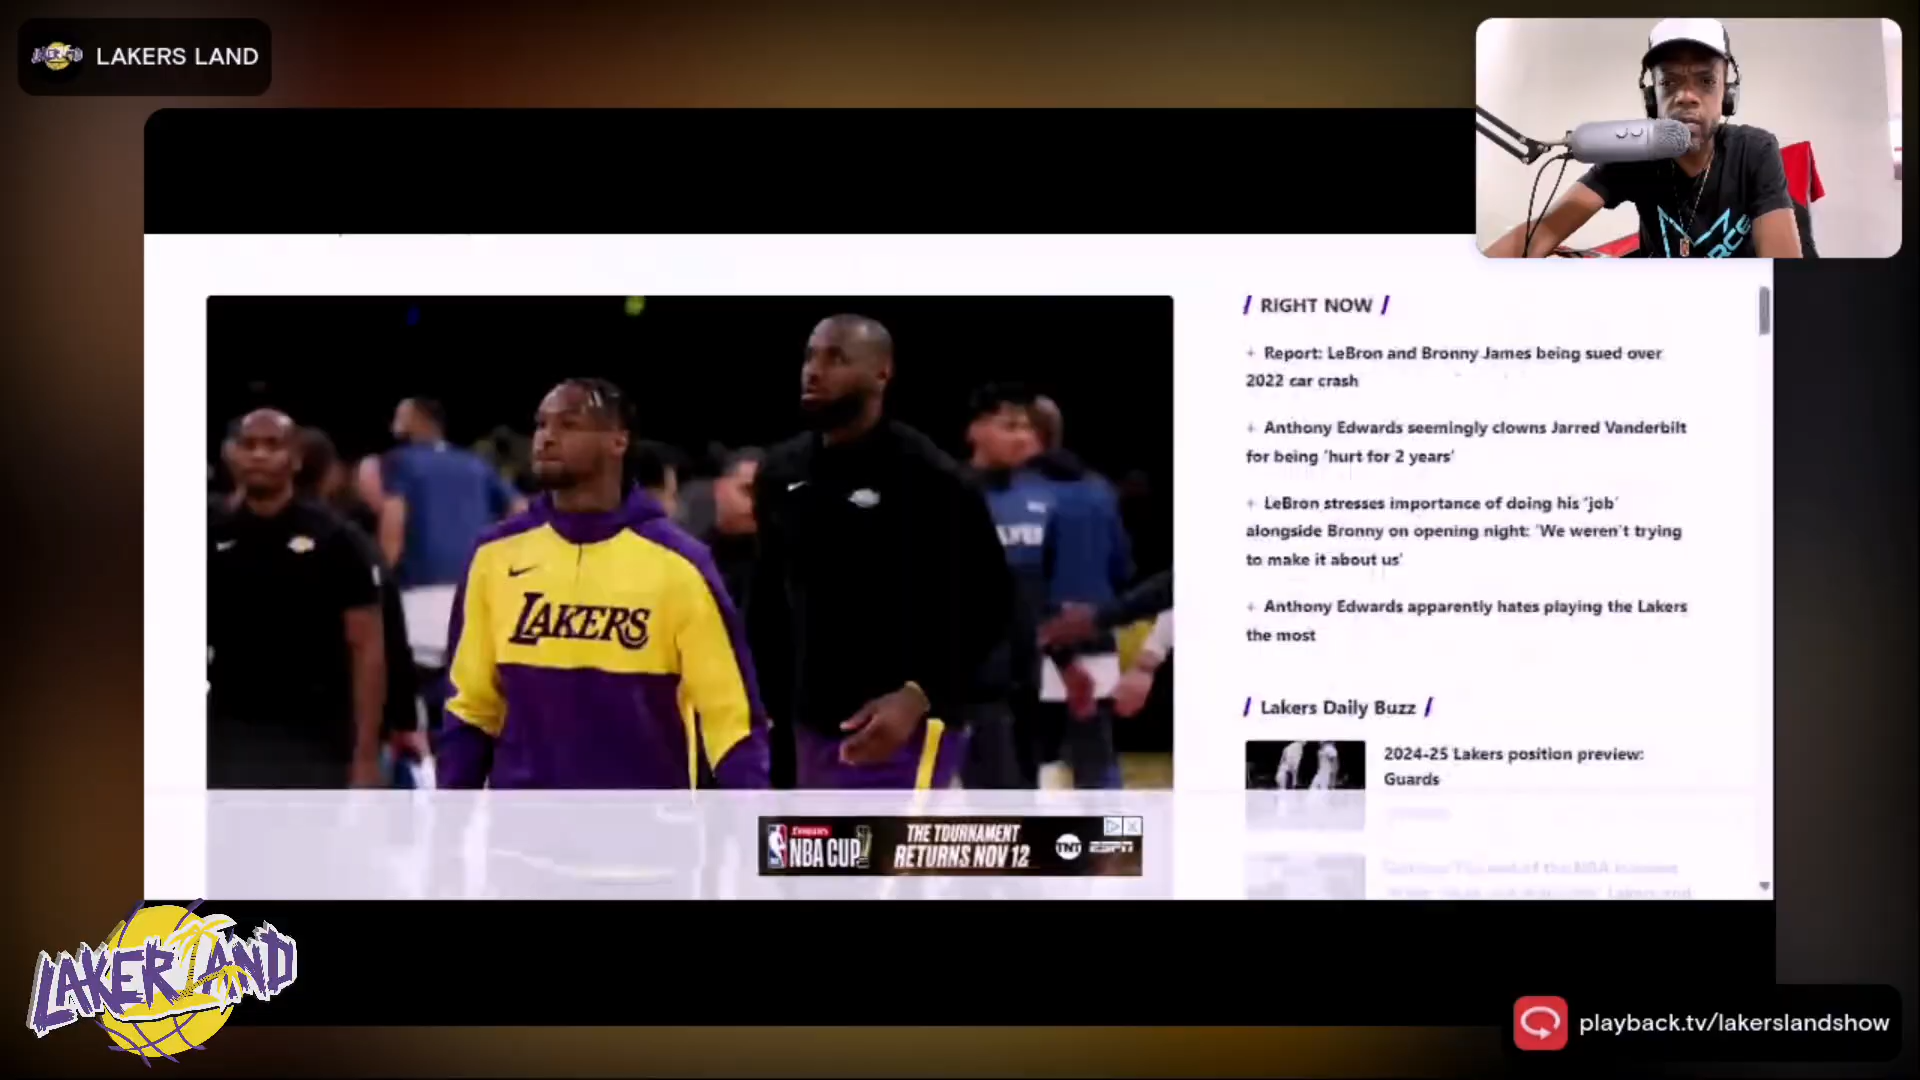 LAKERS LAND
RCE
/ RIGHT NOW /
+ Report: LeBron and Bronny James being sued over
2022 car crash
+ Anthony Edwards seemingly clowns Jarred Vanderbilt
for being 'hurt for 2 years'
+ LeBron stresses importance of doing his 'job'
alongside Bronny on opening night: 'We weren't trying
to make it about us'
+ Anthony Edwards apparently hates playing the Lakers
the most
LAKERS
/ Lakers Daily Buzz /
2024-25 Lakers position preview:
Guards
Emirates
NBA CUP
THE TOURNAMENT
RETURNS NOV 12
TNT
ESPN
LAKERLAND
playback.tv/lakerslandshow